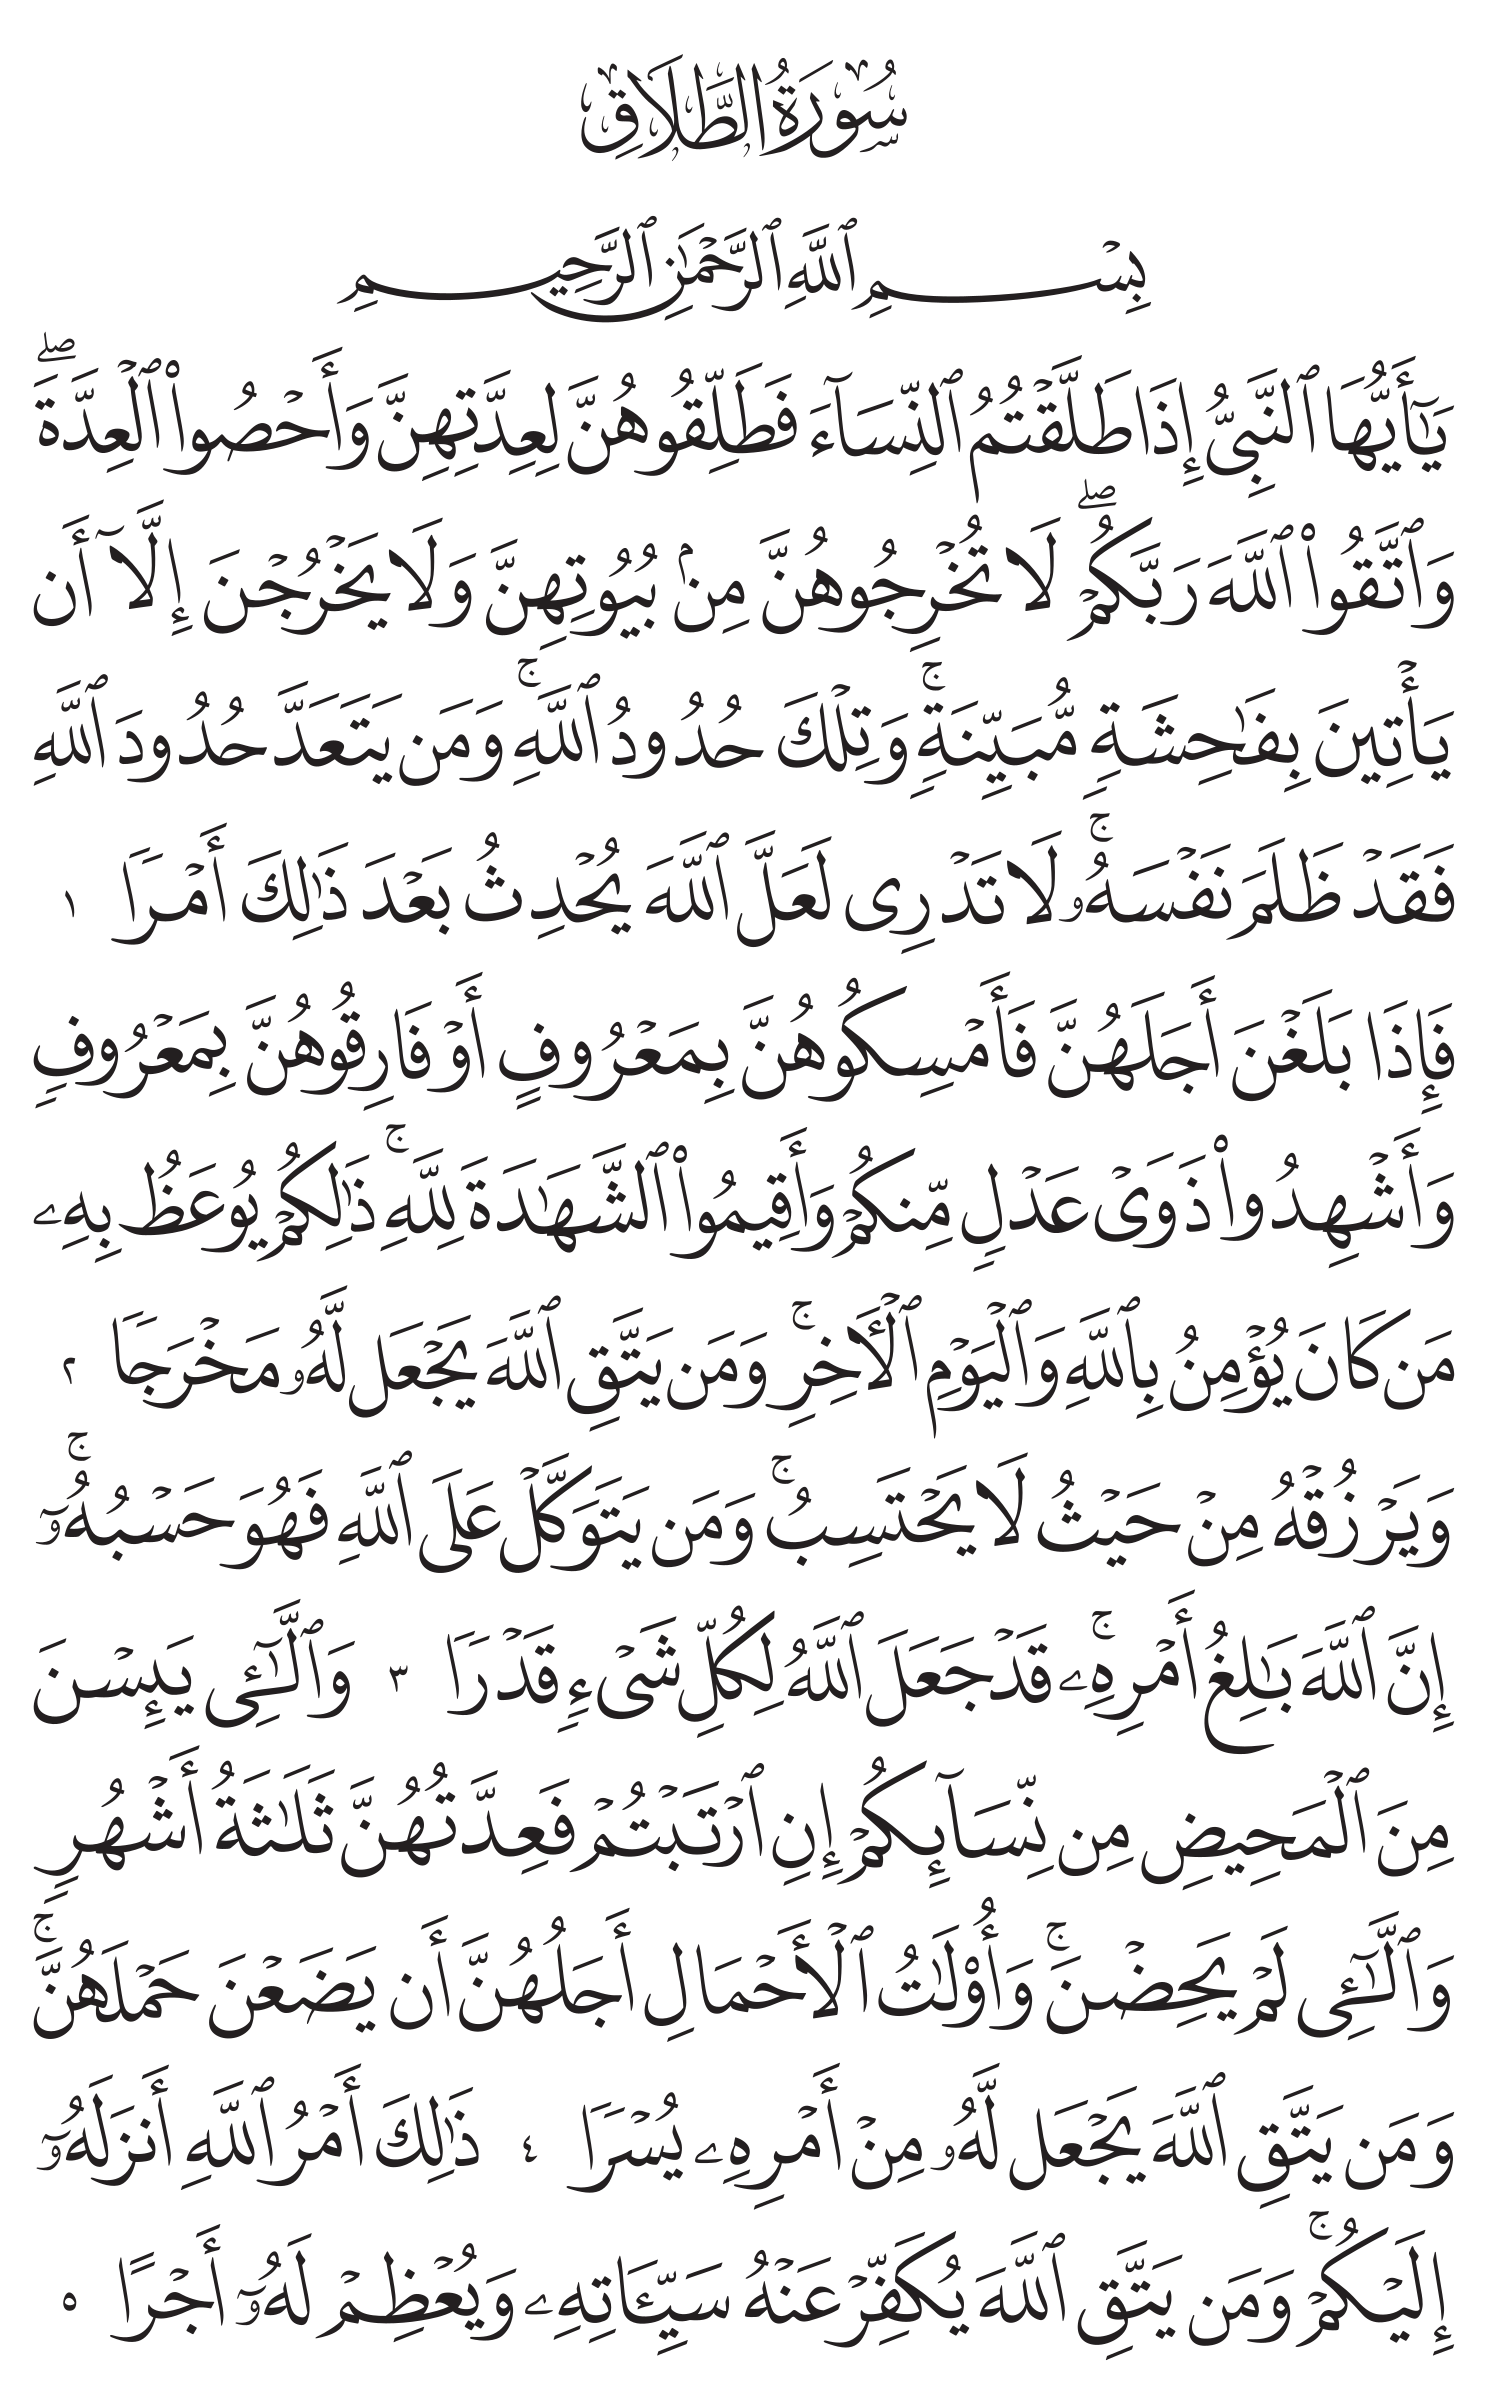 سُورَةُ الطَّلَاقِ
بِسْمِ ٱللَّهِ ٱلرَّحْمَٰنِ ٱلرَّحِيمِ
يَٰٓأَيُّهَا ٱلنَّبِىُّ إِذَا طَلَّقْتُمُ ٱلنِّسَآءَ فَطَلِّقُوهُنَّ لِعِدَّتِهِنَّ وَأَحْصُوا۟ ٱلْعِدَّةَ ۖ
وَٱتَّقُوا۟ ٱللَّهَ رَبَّكُمْ ۖ لَا تُخْرِجُوهُنَّ مِنۢ بُيُوتِهِنَّ وَلَا يَخْرُجْنَ إِلَّآ أَن
يَأْتِينَ بِفَٰحِشَةٍ مُّبَيِّنَةٍ ۚ وَتِلْكَ حُدُودُ ٱللَّهِ ۚ وَمَن يَتَعَدَّ حُدُودَ ٱللَّهِ
فَقَدْ ظَلَمَ نَفْسَهُۥ ۚ لَا تَدْرِى لَعَلَّ ٱللَّهَ يُحْدِثُ بَعْدَ ذَٰلِكَ أَمْرًا ١
فَإِذَا بَلَغْنَ أَجَلَهُنَّ فَأَمْسِكُوهُنَّ بِمَعْرُوفٍ أَوْ فَارِقُوهُنَّ بِمَعْرُوفٍ
وَأَشْهِدُوا۟ ذَوَىْ عَدْلٍ مِّنكُمْ وَأَقِيمُوا۟ ٱلشَّهَٰدَةَ لِلَّهِ ۚ ذَٰلِكُمْ يُوعَظُ بِهِۦ
مَن كَانَ يُؤْمِنُ بِٱللَّهِ وَٱلْيَوْمِ ٱلْءَاخِرِ ۚ وَمَن يَتَّقِ ٱللَّهَ يَجْعَل لَّهُۥ مَخْرَجًا ٢
وَيَرْزُقْهُ مِنْ حَيْثُ لَا يَحْتَسِبُ ۚ وَمَن يَتَوَكَّلْ عَلَى ٱللَّهِ فَهُوَ حَسْبُهُۥٓ ۚ
إِنَّ ٱللَّهَ بَٰلِغُ أَمْرِهِۦ ۚ قَدْ جَعَلَ ٱللَّهُ لِكُلِّ شَىْءٍ قَدْرًا ٣ وَٱلَّٰٓـِٔى يَئِسْنَ
مِنَ ٱلْمَحِيضِ مِن نِّسَآئِكُمْ إِنِ ٱرْتَبْتُمْ فَعِدَّتُهُنَّ ثَلَٰثَةُ أَشْهُرٍ
وَٱلَّٰٓـِٔى لَمْ يَحِضْنَ ۚ وَأُو۟لَٰتُ ٱلْأَحْمَالِ أَجَلُهُنَّ أَن يَضَعْنَ حَمْلَهُنَّ ۚ
وَمَن يَتَّقِ ٱللَّهَ يَجْعَل لَّهُۥ مِنْ أَمْرِهِۦ يُسْرًا ٤ ذَٰلِكَ أَمْرُ ٱللَّهِ أَنزَلَهُۥٓ
إِلَيْكُمْ ۚ وَمَن يَتَّقِ ٱللَّهَ يُكَفِّرْ عَنْهُ سَيِّـَٔاتِهِۦ وَيُعْظِمْ لَهُۥٓ أَجْرًا ٥